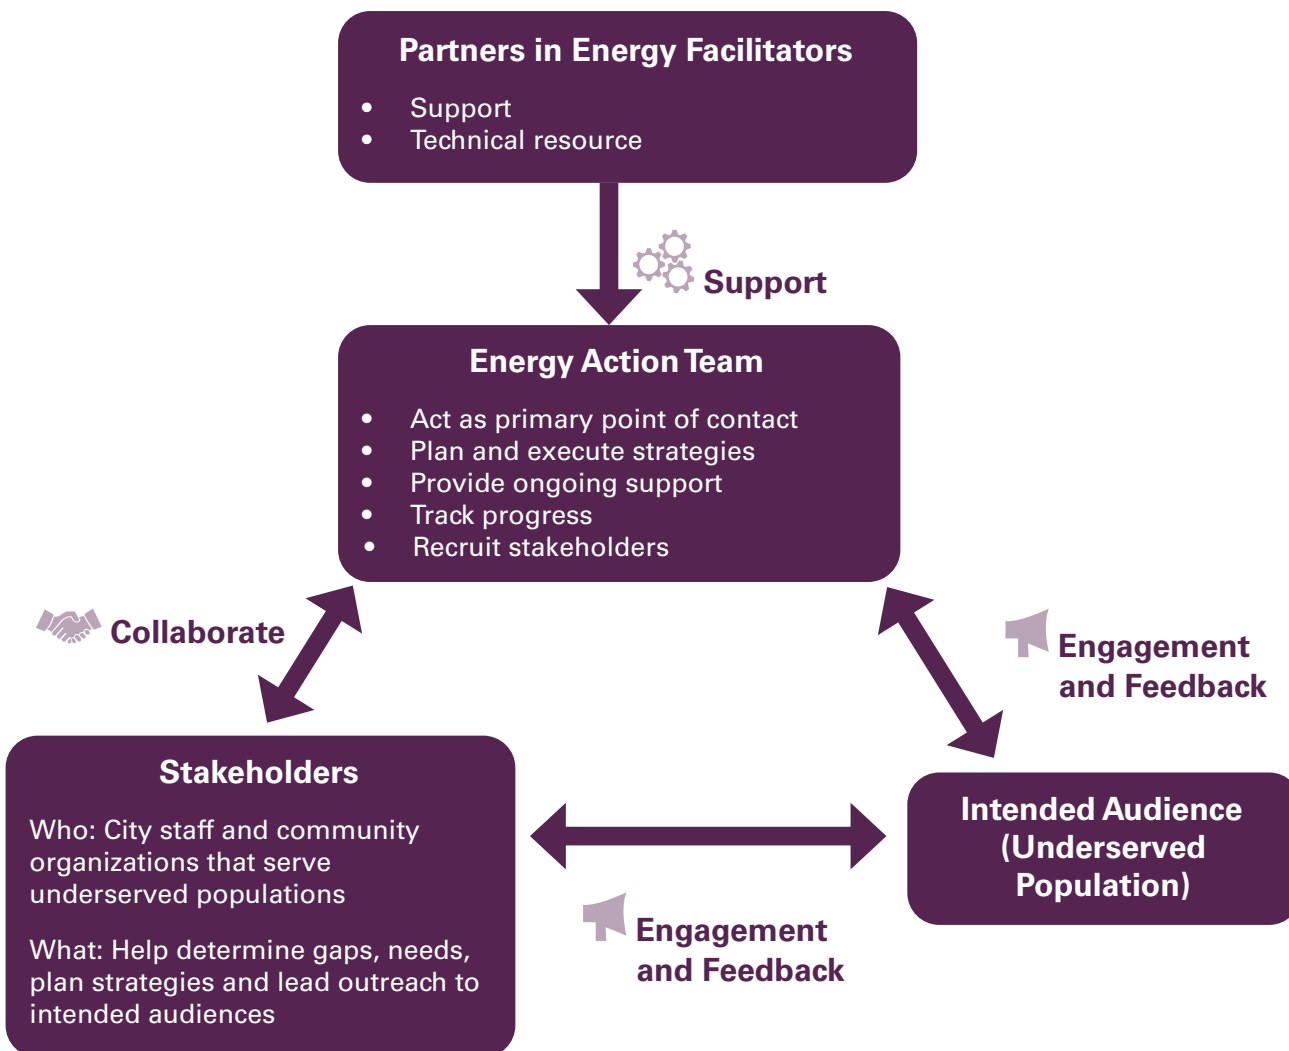 Partners in Energy Facilitators
• Support
• Technical resource
Support
Energy Action Team
• Act as primary point of contact
• Plan and execute strategies
• Provide ongoing support
• Track progress
• Recruit stakeholders
Collaborate
Engagement
and Feedback
Stakeholders
Who: City staff and community
organizations that serve
underserved populations
What: Help determine gaps, needs,
plan strategies and lead outreach to
intended audiences
Engagement
and Feedback
Intended Audience
(Underserved
Population)